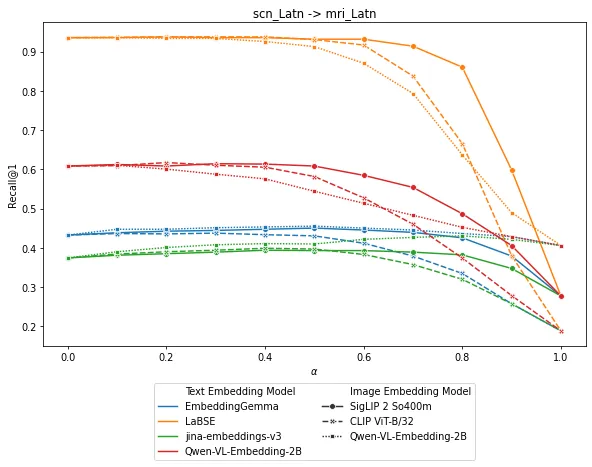 scn_Latn -> mri_Latn
Recall@1
0.9
0.8
0.7
0.6
0.5
0.4
0.3
0.2
0.0 0.2 0.4 0.6 0.8 1.0
α
Text Embedding Model Image Embedding Model
EmbeddingGemma SigLIP 2 So400m
LaBSE CLIP ViT-B/32
jina-embeddings-v3 Qwen-VL-Embedding-2B
Qwen-VL-Embedding-2B